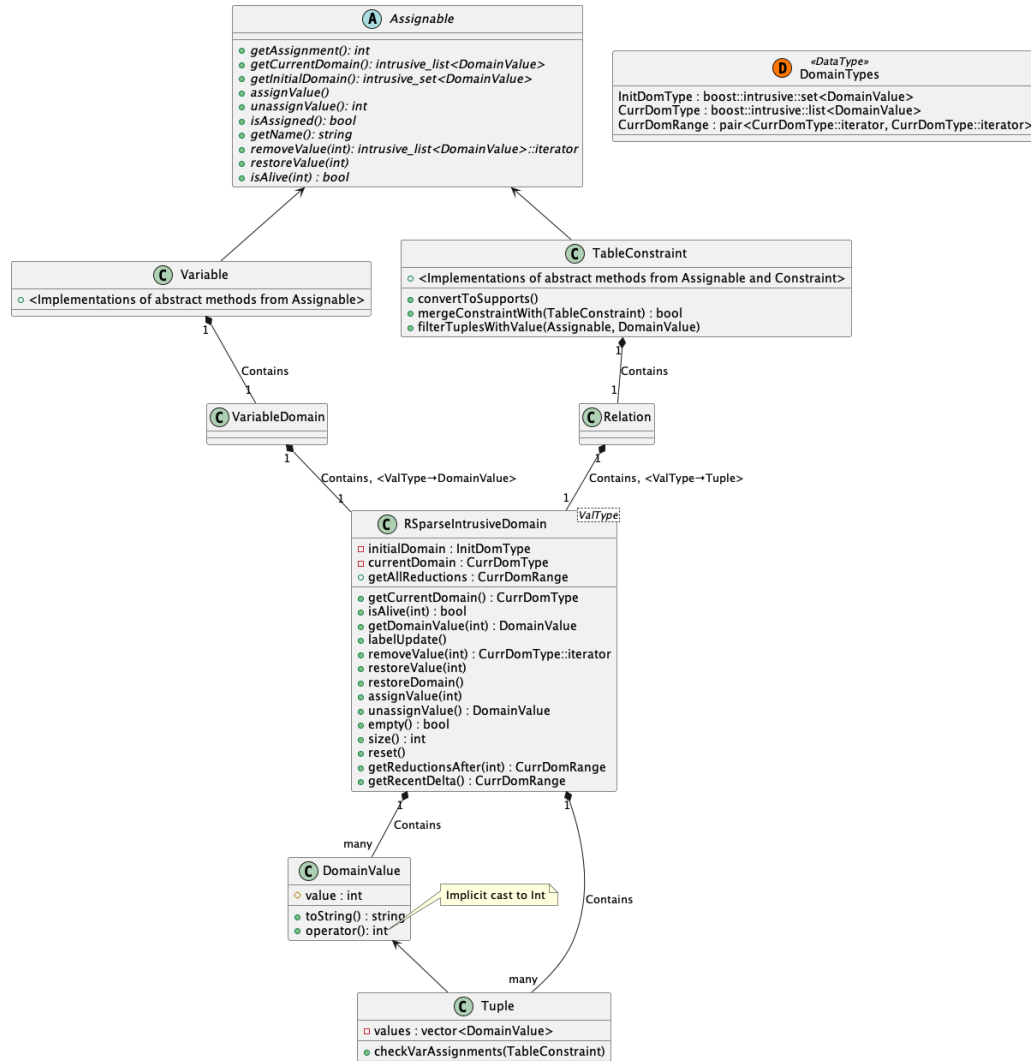 A Assignable
getAssignment(): int
getCurrentDomain(): intrusive_list<DomainValue>
getInitialDomain(): intrusive_set<DomainValue>
assignValue()
unassignValue(): int
isAssigned(): bool
getName(): string
removeValue(int): intrusive_list<DomainValue>::iterator
restoreValue(int)
isAlive(int) : bool
«DataType»
D DomainTypes
InitDomType : boost::intrusive::set<DomainValue>
CurrDomType : boost::intrusive::list<DomainValue>
CurrDomRange : pair<CurrDomType::iterator, CurrDomType::iterator>
C Variable
<Implementations of abstract methods from Assignable>
C TableConstraint
<Implementations of abstract methods from Assignable and Constraint>
convertToSupports()
mergeConstraintWith(TableConstraint) : bool
filterTuplesWithValue(Assignable, DomainValue)
1
Contains
1
1
Contains
1
C VariableDomain
C Relation
1
Contains, <ValType→DomainValue>
1
1
Contains, <ValType→Tuple>
1
C RSparseIntrusiveDomain
ValType
initialDomain : InitDomType
currentDomain : CurrDomType
getAllReductions : CurrDomRange
getCurrentDomain() : CurrDomType
isAlive(int) : bool
getDomainValue(int) : DomainValue
labelUpdate()
removeValue(int) : CurrDomType::iterator
restoreValue(int)
restoreDomain()
assignValue(int)
unassignValue() : DomainValue
empty() : bool
size() : int
reset()
getReductionsAfter(int) : CurrDomRange
getRecentDelta() : CurrDomRange
1
Contains
many
1
Contains
many
C DomainValue
value : int
toString() : string
operator(): int
Implicit cast to Int
C Tuple
values : vector<DomainValue>
checkVarAssignments(TableConstraint)